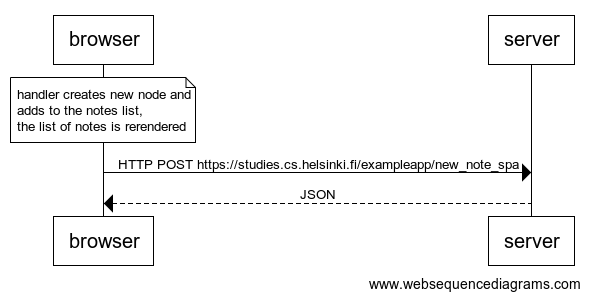 browser
server
handler creates new node and
adds to the notes list,
the list of notes is rerendered
HTTP POST https://studies.cs.helsinki.fi/exampleapp/new_note_spa
JSON
browser
server
www.websequencediagrams.com